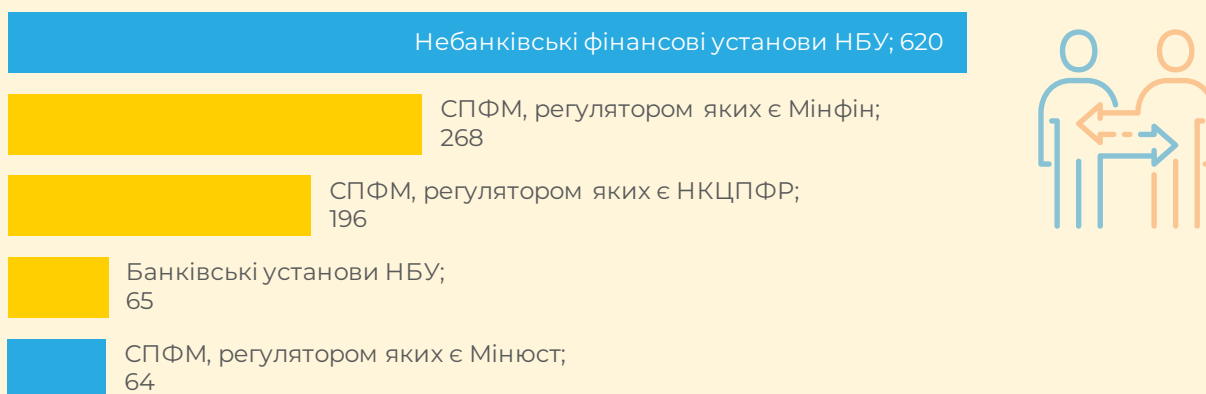 Небанківські фінансові установи НБУ; 620
СПФМ, регулятором яких є Мінфін;
268
СПФМ, регулятором яких є НКЦПФР;
196
Банківські установи НБУ;
65
СПФМ, регулятором яких є Мінюст;
64